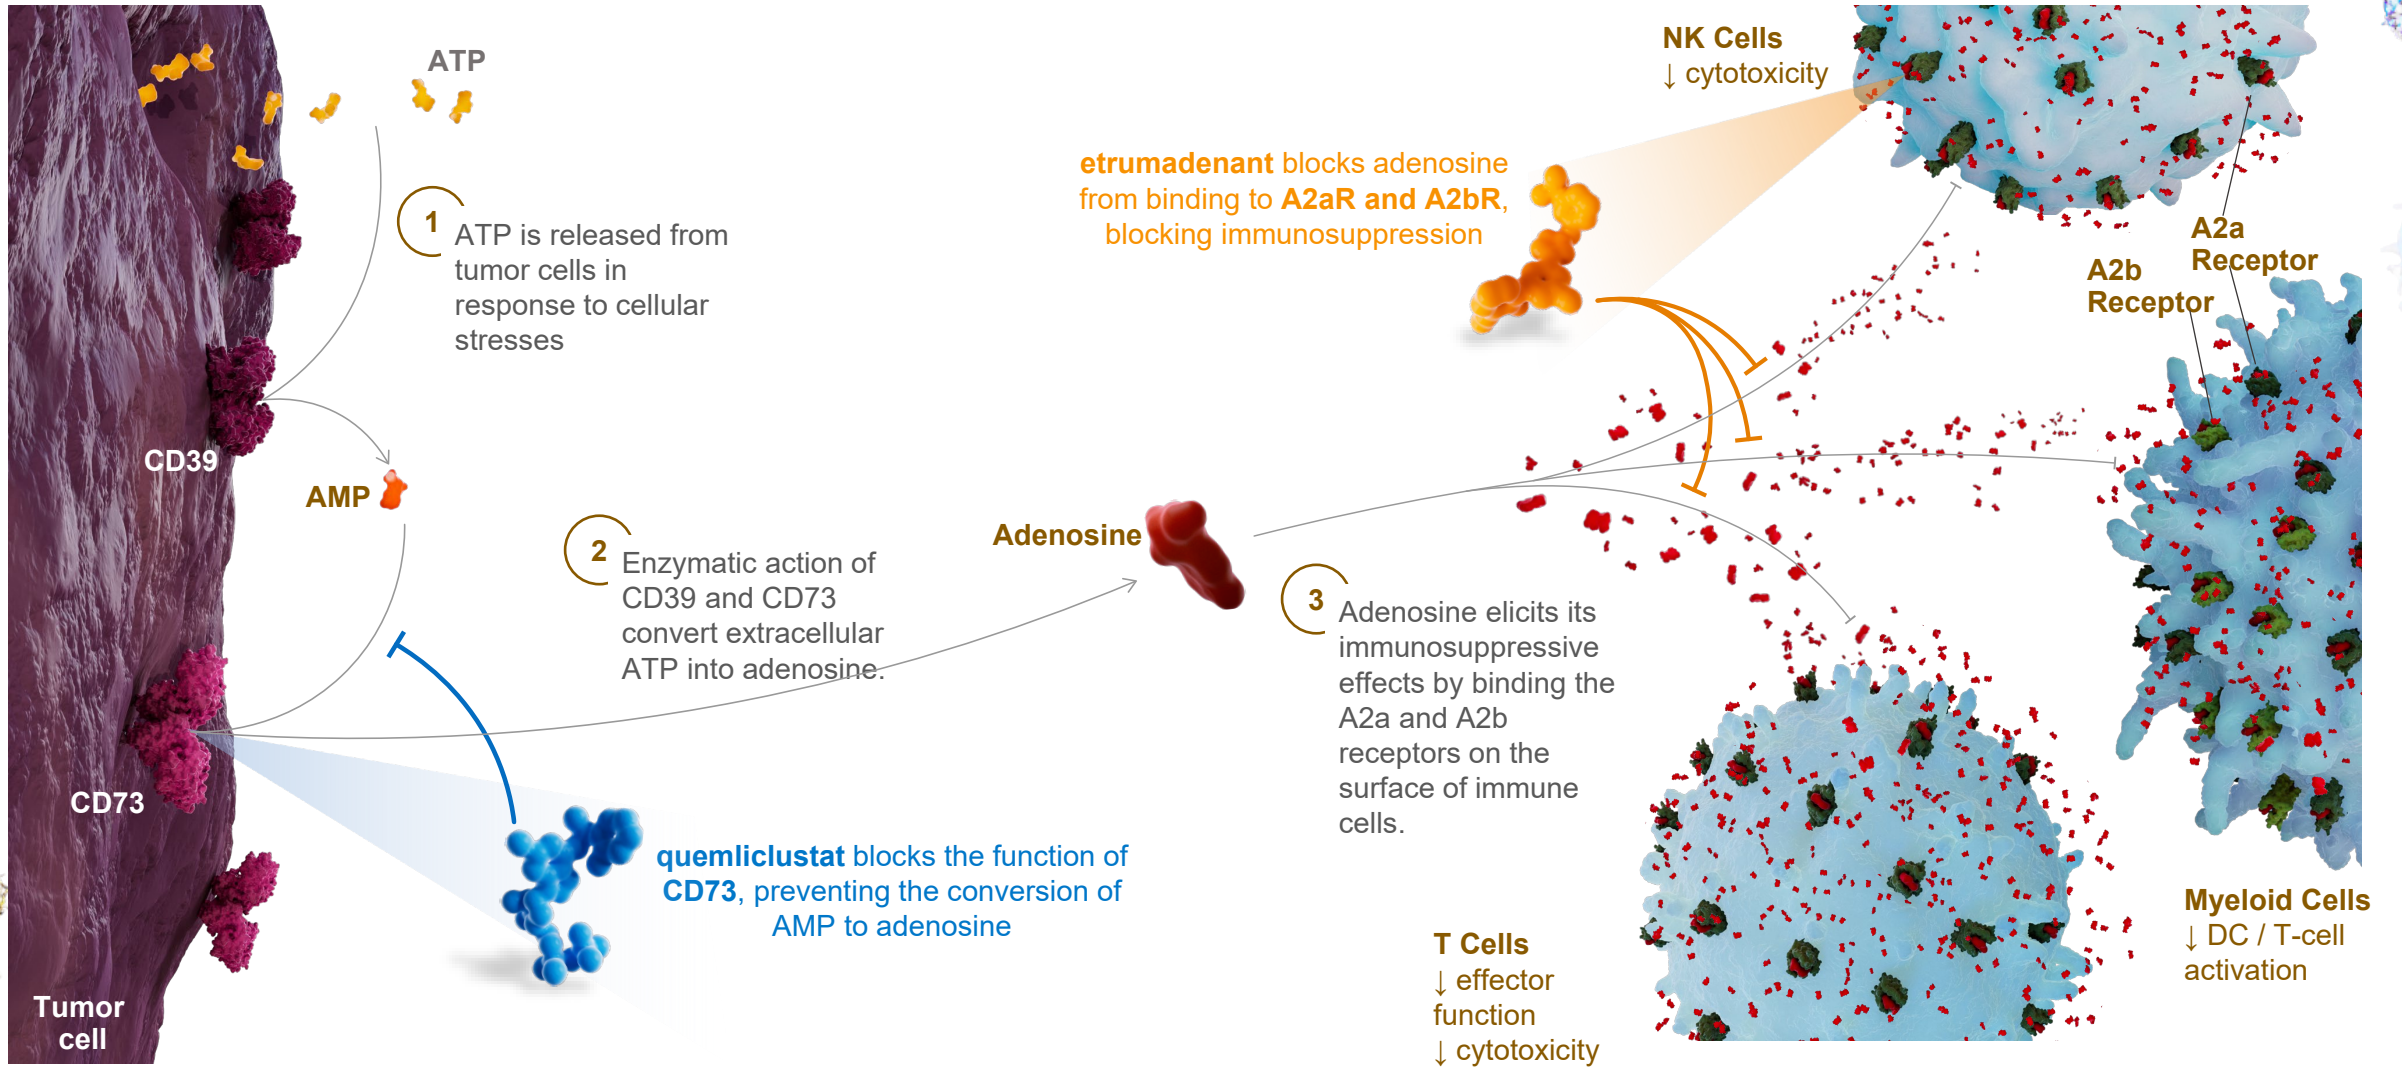 ATP
1
ATP is released from
tumor cells in
response to cellular
stresses
CD39
AMP
2
Enzymatic action of
CD39 and CD73
convert extracellular
ATP into adenosine.
CD73
Tumor
cell
quemliclustat blocks the function of
CD73, preventing the conversion of
AMP to adenosine
Adenosine
etrumadenant blocks adenosine
from binding to A2aR and A2bR,
blocking immunosuppression
3
Adenosine elicits its
immunosuppressive
effects by binding the
A2a and A2b
receptors on the
surface of immune
cells.
NK Cells
↓ cytotoxicity
A2a
Receptor
A2b
Receptor
T Cells
↓ effector
function
↓ cytotoxicity
Myeloid Cells
↓ DC / T-cell
activation